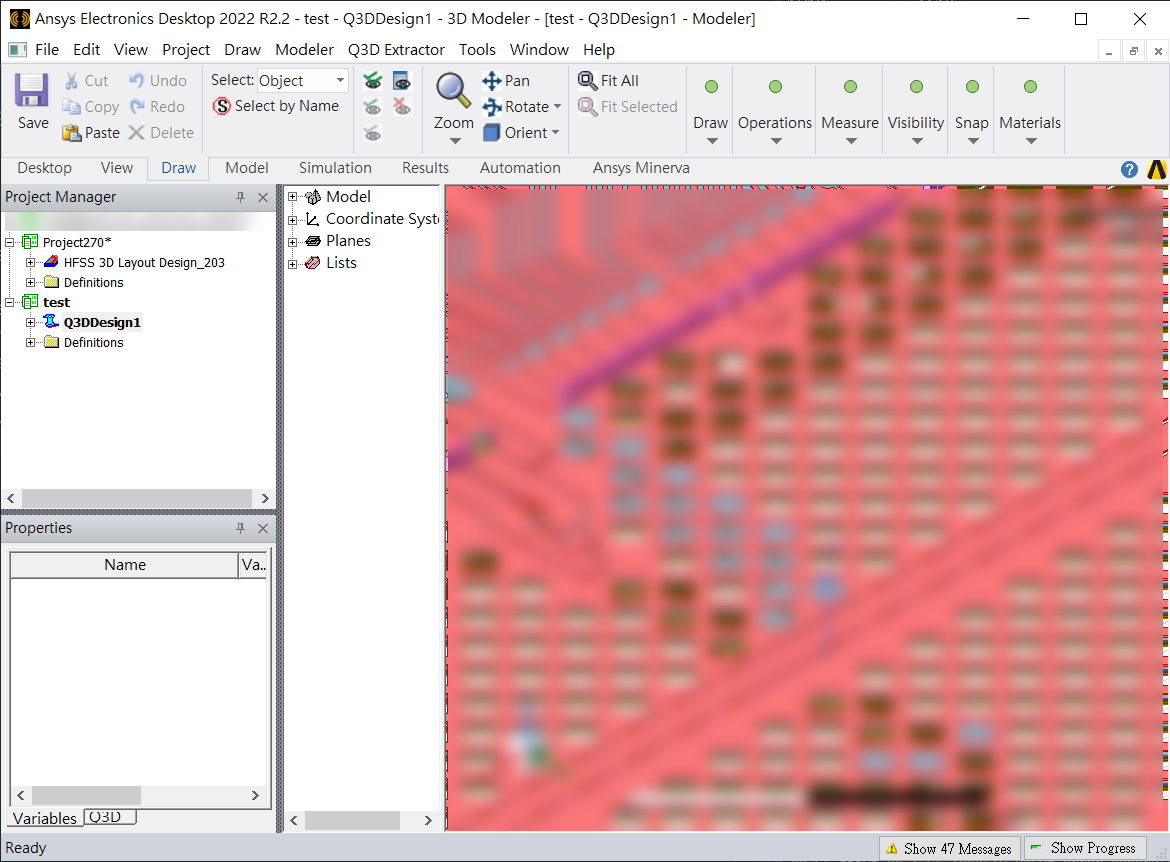 Ansys Electronics Desktop 2022 R2.2 - test - Q3DDesign1 - 3D Modeler - [test - Q3DDesign1 - Modeler]
File Edit View Project Draw Modeler Q3D Extractor Tools Window Help
Save
Cut
Copy
Paste
Undo
Redo
Delete
Select: Object
Select by Name
Zoom
Pan
Rotate
Orient
Fit All
Fit Selected
Draw
Operations
Measure
Visibility
Snap
Materials
Desktop View Draw Model Simulation Results Automation Ansys Minerva
Project Manager
Project270*
HFSS 3D Layout Design_203
Definitions
test
Q3DDesign1
Definitions
Properties
Name Va..
Variables Q3D
Model
Coordinate Syst
Planes
Lists
Ready
Show 47 Messages
Show Progress